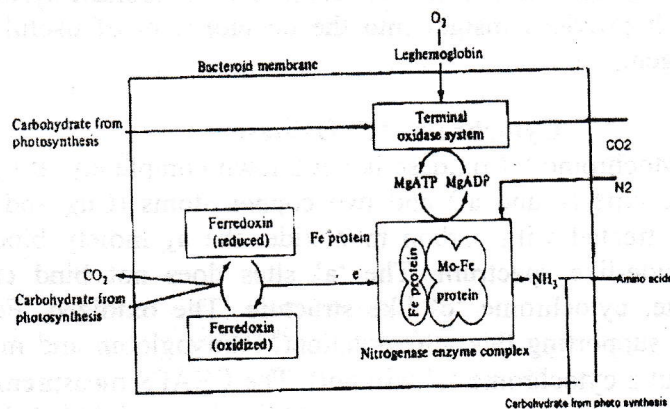 O₂
Leghemoglobin
Bacteroid membrane
Terminal
oxidase system
Carbohydrate from
photosynthesis
CO2
MgATP MgADP
N2
Ferredoxin
(reduced)
Fe protein
Fe protein
Mo-Fe
protein
CO₂
e⁻
NH₃
Amino acids
Carbohydrate from
photosynthesis
Ferredoxin
(oxidized)
Nitrogenase enzyme complex
Carbohydrate from photo synthesis